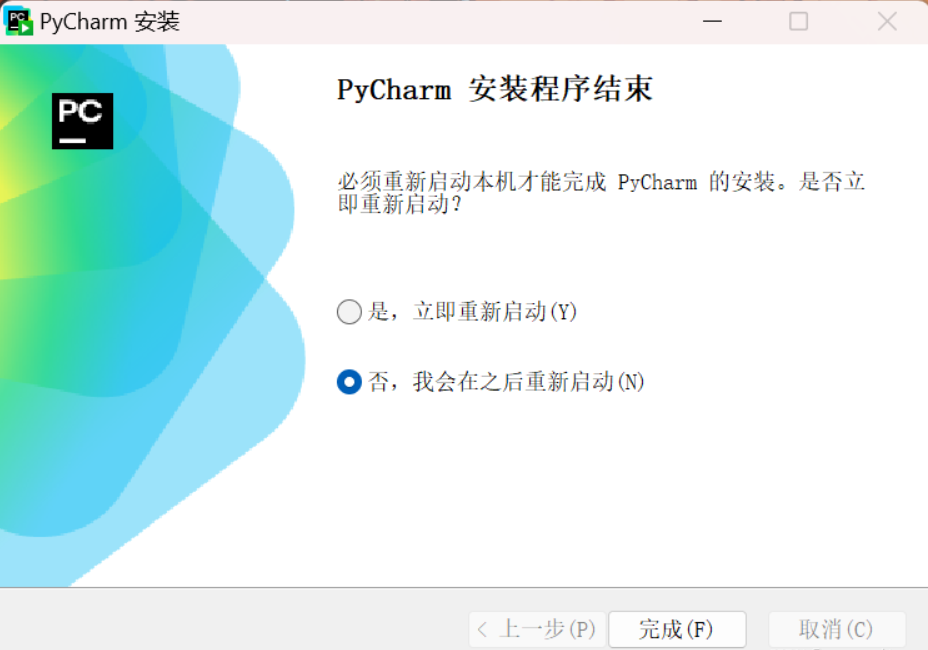 PyCharm 安装
PC
PyCharm 安装程序结束
必须重新启动本机才能完成 PyCharm 的安装。是否立
即重新启动？
是，立即重新启动(Y)
否，我会在之后重新启动(N)
< 上一步(P)
完成(F)
取消(C)